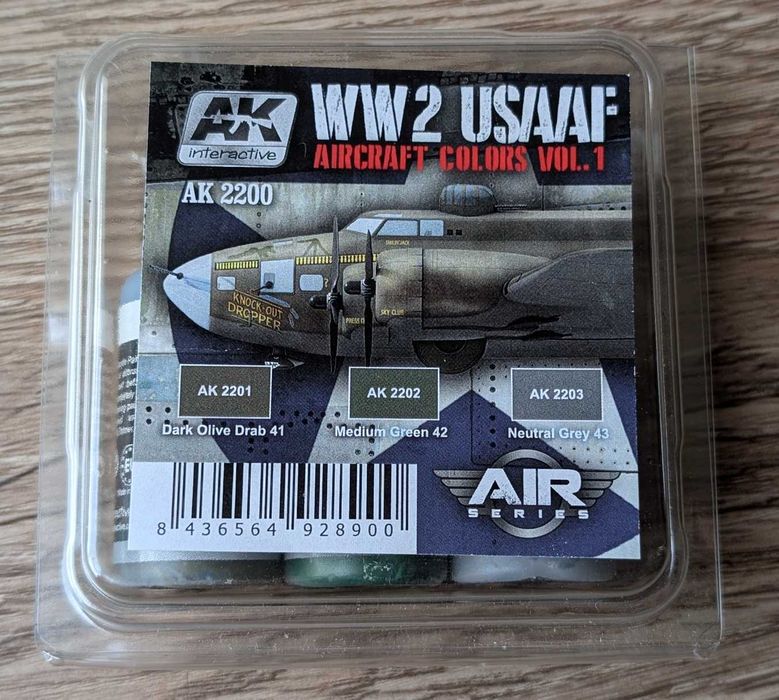 AK
interactive
WW2 USAAF
AIRCRAFT COLORS VOL.1
AK 2200
KNOCK-OUT
DROPPER
SKY CLUB
AK 2201
AK 2202
AK 2203
Dark Olive Drab 41
Medium Green 42
Neutral Grey 43
8 436564 928900
AIR
SERIES